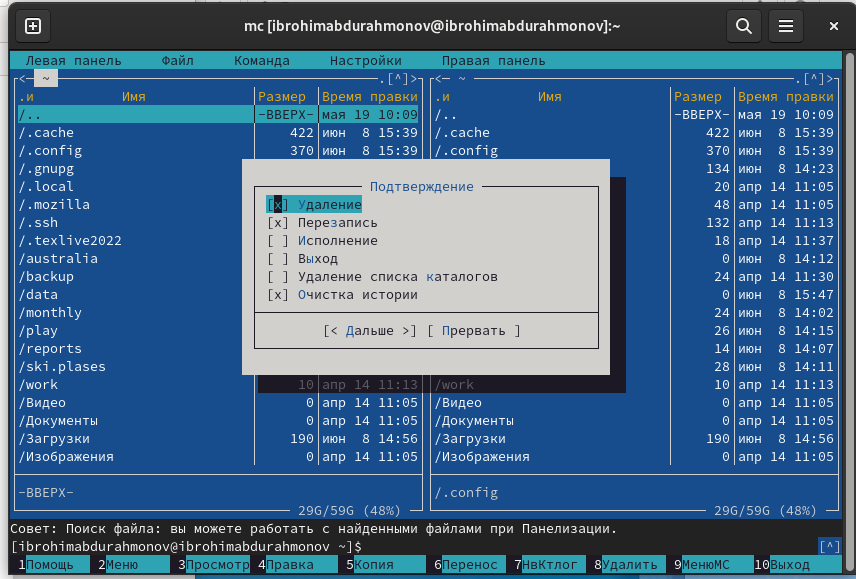 mc [ibrohimabdurahmonov@ibrohimabdurahmonov]:~
Левая панель Файл Команда Настройки Правая панель
<─ ~ .[^]> <─ ~ .[^]>
.и Имя Размер Время правки .и Имя Размер Время правки
/.. -ВВЕРХ- мая 19 10:09 /.. -ВВЕРХ- мая 19 10:09
/.cache 422 июн 8 15:39 /.cache 422 июн 8 15:39
/.config 370 июн 8 15:39 /.config 370 июн 8 15:39
/.gnupg 134 июн 8 14:23
/.local 20 апр 14 11:05
/.mozilla 48 апр 14 11:05
/.ssh 132 апр 14 11:13
/.texlive2022 18 апр 14 11:37
/australia 0 июн 8 14:12
/backup 24 апр 14 11:30
/data 0 июн 8 15:47
/monthly 24 июн 8 14:02
/play 26 июн 8 14:15
/reports 14 июн 8 14:07
/ski.plases 28 июн 8 14:11
Подтверждение
[x] Удаление
[x] Перезапись
[ ] Исполнение
[ ] Выход
[ ] Удаление списка каталогов
[x] Очистка истории
[< Дальше >] [ Прервать ]
/work 10 апр 14 11:13 /work 10 апр 14 11:13
/Видео 0 апр 14 11:05 /Видео 0 апр 14 11:05
/Документы 0 апр 14 11:05 /Документы 0 апр 14 11:05
/Загрузки 190 июн 8 14:56 /Загрузки 190 июн 8 14:56
/Изображения 0 апр 14 11:05 /Изображения 0 апр 14 11:05
-ВВЕРХ- /.config
29G/59G (48%) 29G/59G (48%)
Совет: Поиск файла: вы можете работать с найденными файлами при Панелизации.
[ibrohimabdurahmonov@ibrohimabdurahmonov ~]$ [^]
1Помощь 2Меню 3Просмотр 4Правка 5Копия 6Перенос 7НвКтлог 8Удалить 9МенюMC 10Выход